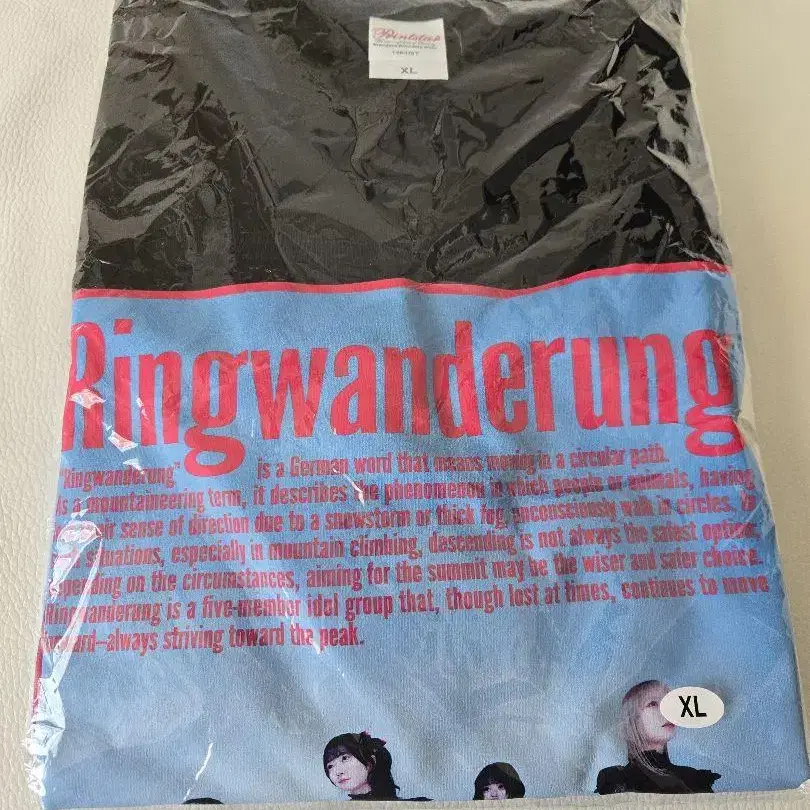 Printstar
XL
Ringwanderung
"Ringwanderung" is a German word that means moving in a circular path.
As a mountaineering term, it describes the phenomenon in which people or animals, having
their sense of direction due to a snowstorm or thick fog, unconsciously walk in circles. In
situations, especially in mountain climbing, descending is not always the safest option;
depending on the circumstances, aiming for the summit may be the wiser and safer choice.
Ringwanderung is a five-member idol group that, though lost at times, continues to move
forward—always striving toward the peak.
XL